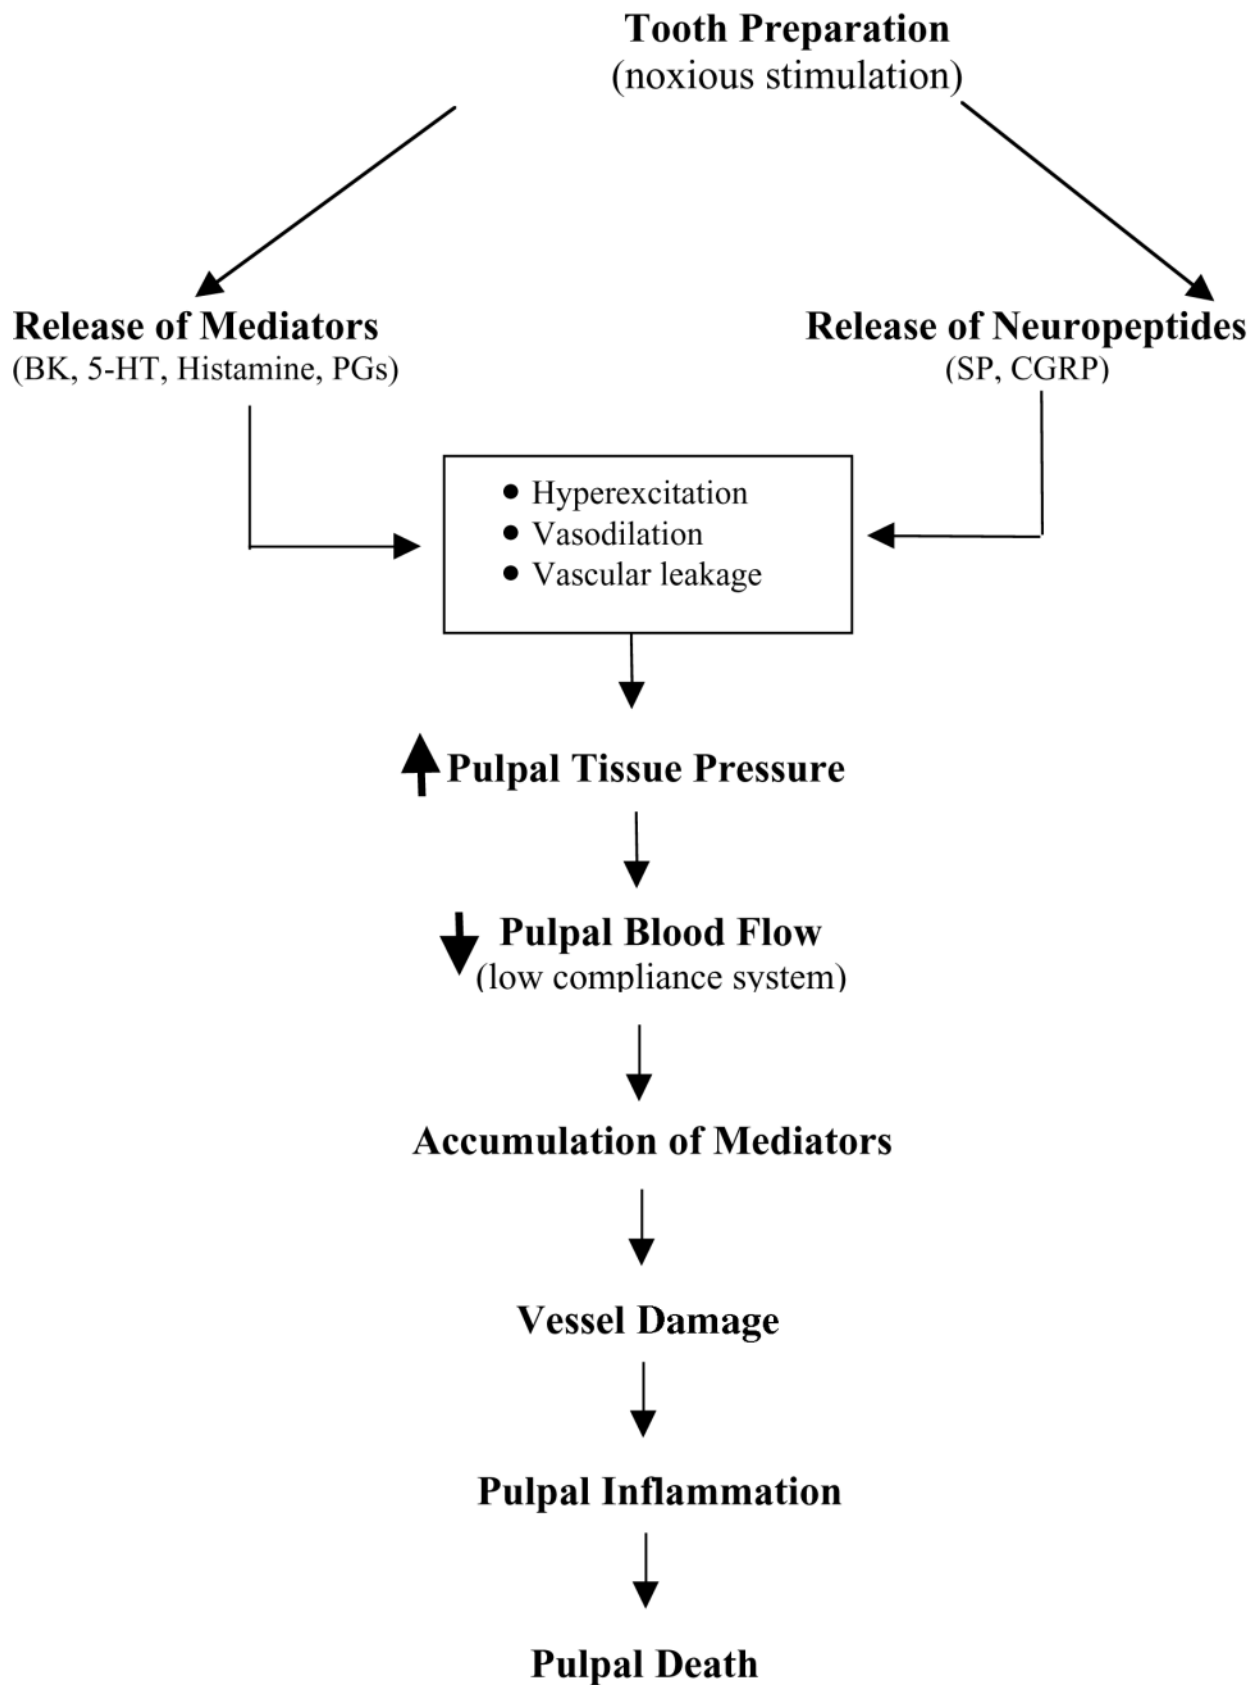 Tooth Preparation
(noxious stimulation)
Release of Mediators
(BK, 5-HT, Histamine, PGs)
Release of Neuropeptides
(SP, CGRP)
● Hyperexcitation
● Vasodilation
● Vascular leakage
Pulpal Tissue Pressure
Pulpal Blood Flow
(low compliance system)
Accumulation of Mediators
Vessel Damage
Pulpal Inflammation
Pulpal Death